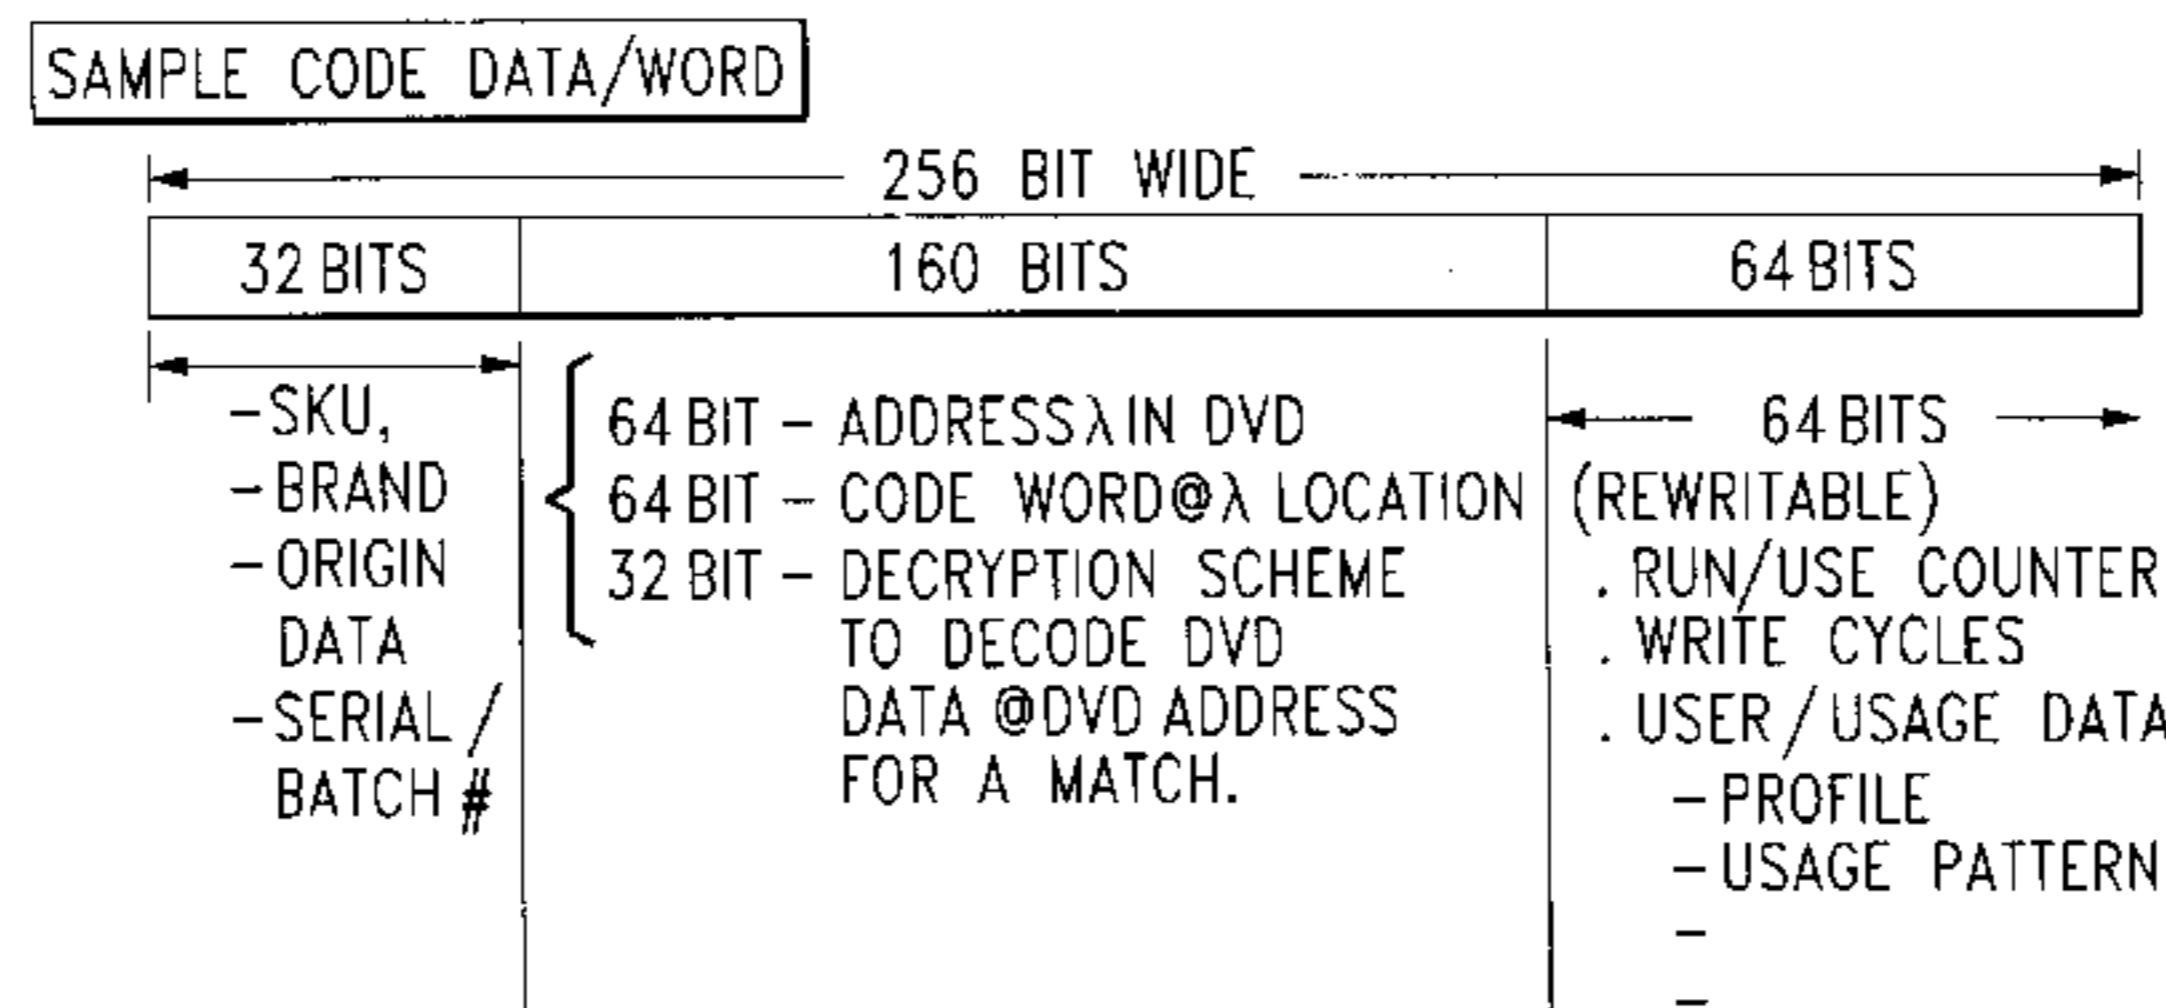 SAMPLE CODE DATA/WORD
256 BIT WIDE
32 BITS
160 BITS
64 BITS
-SKU,
-BRAND
-ORIGIN
DATA
-SERIAL/
BATCH #
64 BIT - ADDRESS λ IN DVD
64 BIT - CODE WORD@λ LOCATION
32 BIT - DECRYPTION SCHEME
TO DECODE DVD
DATA @DVD ADDRESS
FOR A MATCH.
64 BITS
(REWRITABLE)
. RUN/USE COUNTER
. WRITE CYCLES
. USER/USAGE DATA
-PROFILE
-USAGE PATTERN
-
-